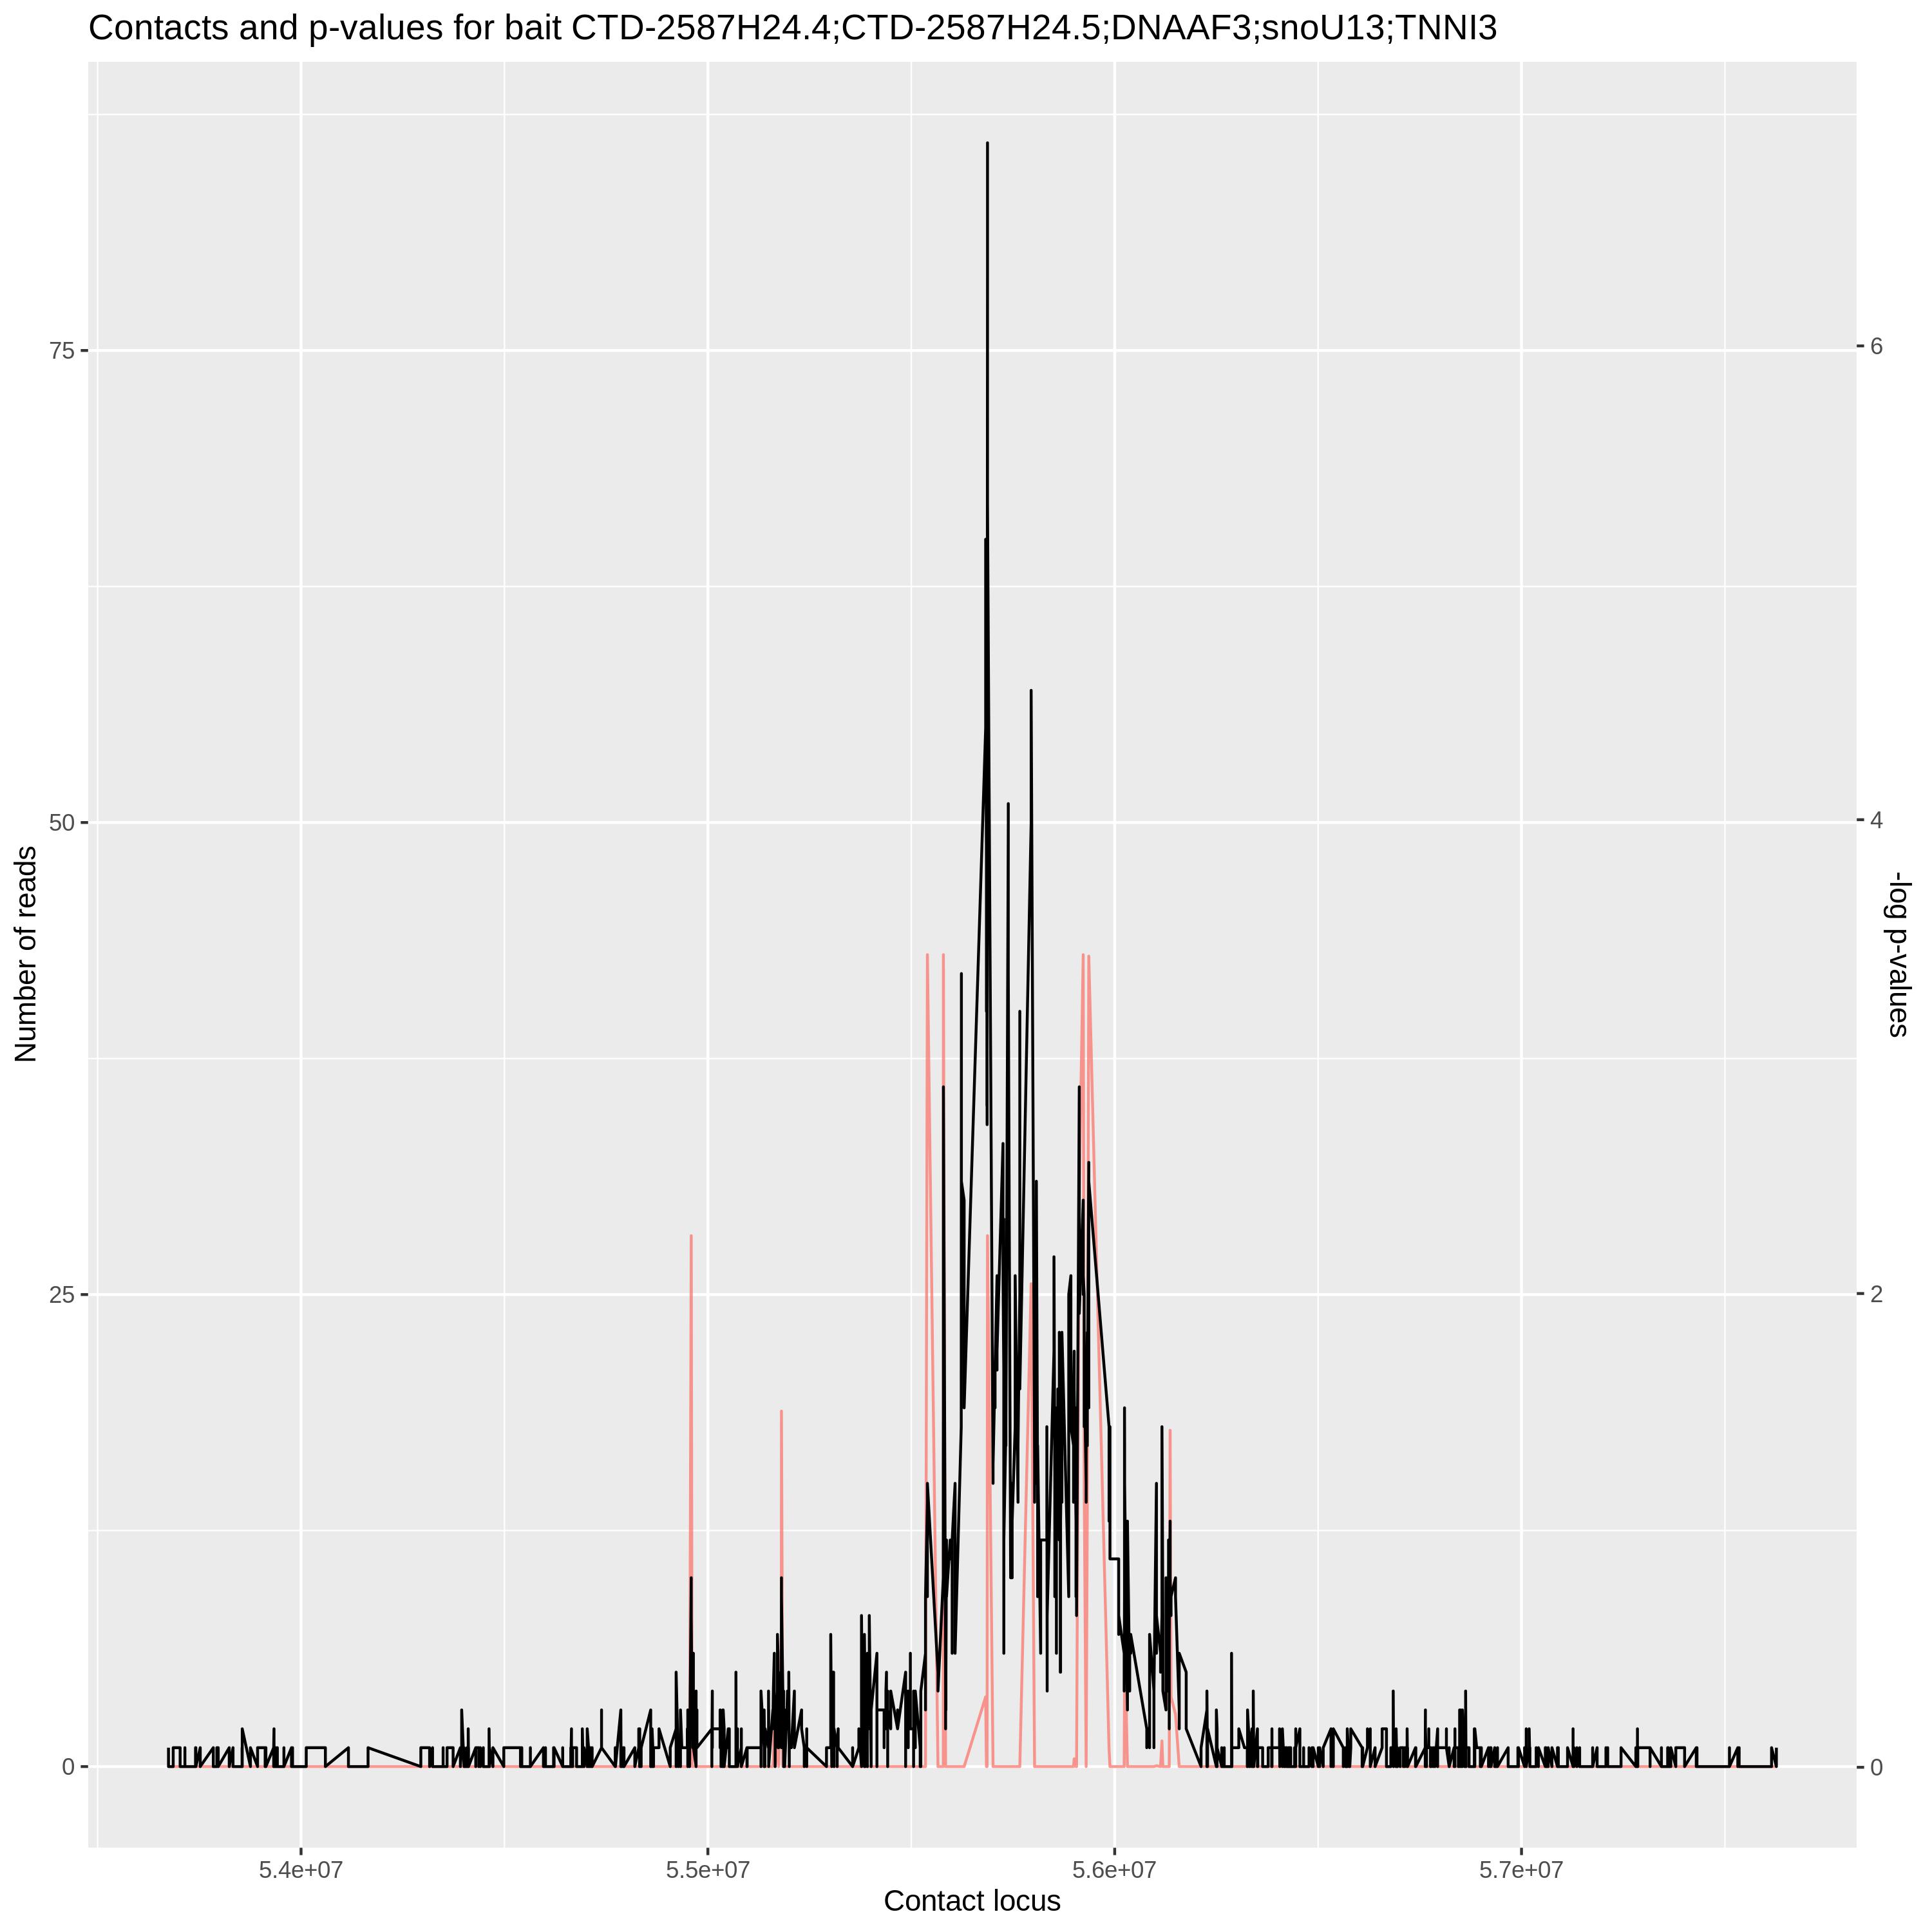 Contacts and p-values for bait CTD-2587H24.4;CTD-2587H24.5;DNAAF3;snoU13;TNNI3
75
50
25
0
Number of reads
6
4
2
0
-log p-values
5.4e+07
5.5e+07
5.6e+07
5.7e+07
Contact locus